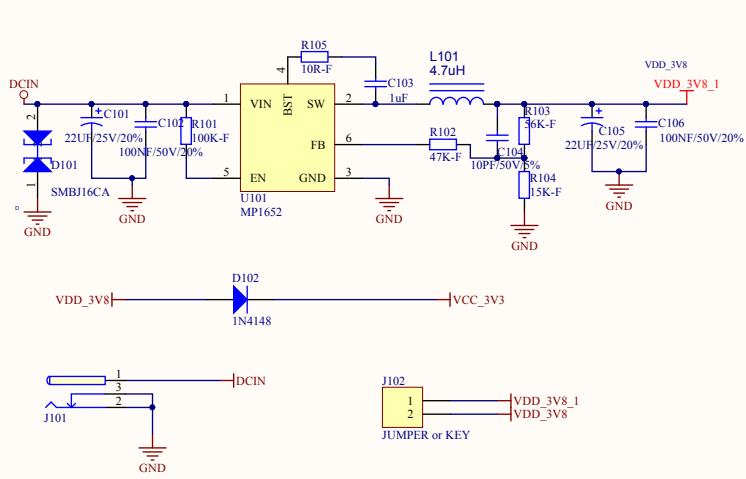 R105
10R-F
4
L101
4.7uH
VDD_3V8
DCIN
C103
1uF
VDD_3V8_1
1
VIN
BST
SW
2
2
C101
22UF/25V/20%
C102
100NF/50V/20%
R101
100K-F
R102
47K-F
6
FB
R103
56K-F
C104
10PF/50V/5%
C105
22UF/25V/20%
C106
100NF/50V/20%
D101
1
SMBJ16CA
5
EN
GND
3
R104
15K-F
U101
MP1652
GND
GND
GND
GND
GND
D102
VDD_3V8
VCC_3V3
1N4148
1
DCIN
3
2
J101
GND
J102
1
VDD_3V8_1
2
VDD_3V8
JUMPER or KEY